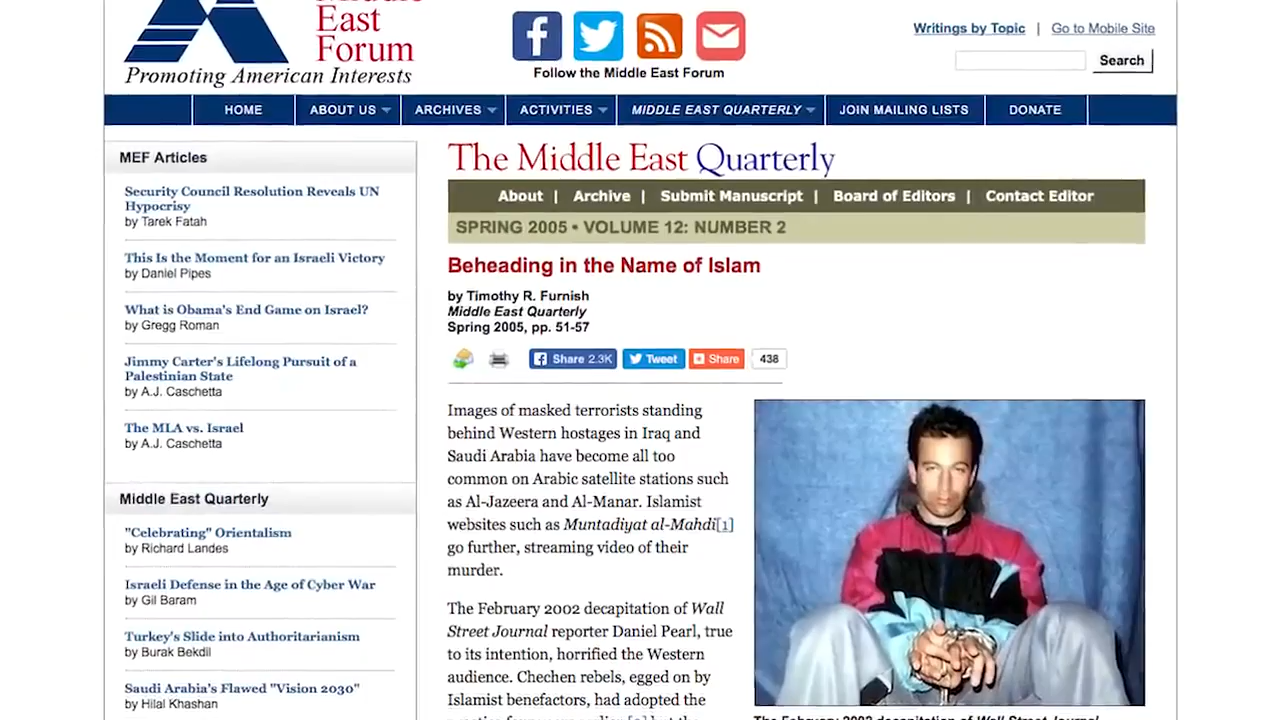 Middle
East
Forum
Promoting American Interests
Follow the Middle East Forum
Writings by Topic | Go to Mobile Site
Search
HOME
ABOUT US
ARCHIVES
ACTIVITIES
MIDDLE EAST QUARTERLY
JOIN MAILING LISTS
DONATE
MEF Articles
Security Council Resolution Reveals UN
Hypocrisy
by Tarek Fatah
This Is the Moment for an Israeli Victory
by Daniel Pipes
What is Obama's End Game on Israel?
by Gregg Roman
Jimmy Carter's Lifelong Pursuit of a
Palestinian State
by A.J. Caschetta
The MLA vs. Israel
by A.J. Caschetta
Middle East Quarterly
"Celebrating" Orientalism
by Richard Landes
Israeli Defense in the Age of Cyber War
by Gil Baram
Turkey's Slide into Authoritarianism
by Burak Bekdil
Saudi Arabia's Flawed "Vision 2030"
by Hilal Khashan
The Middle East Quarterly
About | Archive | Submit Manuscript | Board of Editors | Contact Editor
SPRING 2005 • VOLUME 12: NUMBER 2
Beheading in the Name of Islam
by Timothy R. Furnish
Middle East Quarterly
Spring 2005, pp. 51-57
Share 2.3K
Tweet
Share
438
Images of masked terrorists standing
behind Western hostages in Iraq and
Saudi Arabia have become all too
common on Arabic satellite stations such
as Al-Jazeera and Al-Manar. Islamist
websites such as Muntadiyat al-Mahdi[1]
go further, streaming video of their
murder.
The February 2002 decapitation of Wall
Street Journal reporter Daniel Pearl, true
to its intention, horrified the Western
audience. Chechen rebels, egged on by
Islamist benefactors, had adopted the
The February 2002 decapitation of Wall Street Journal